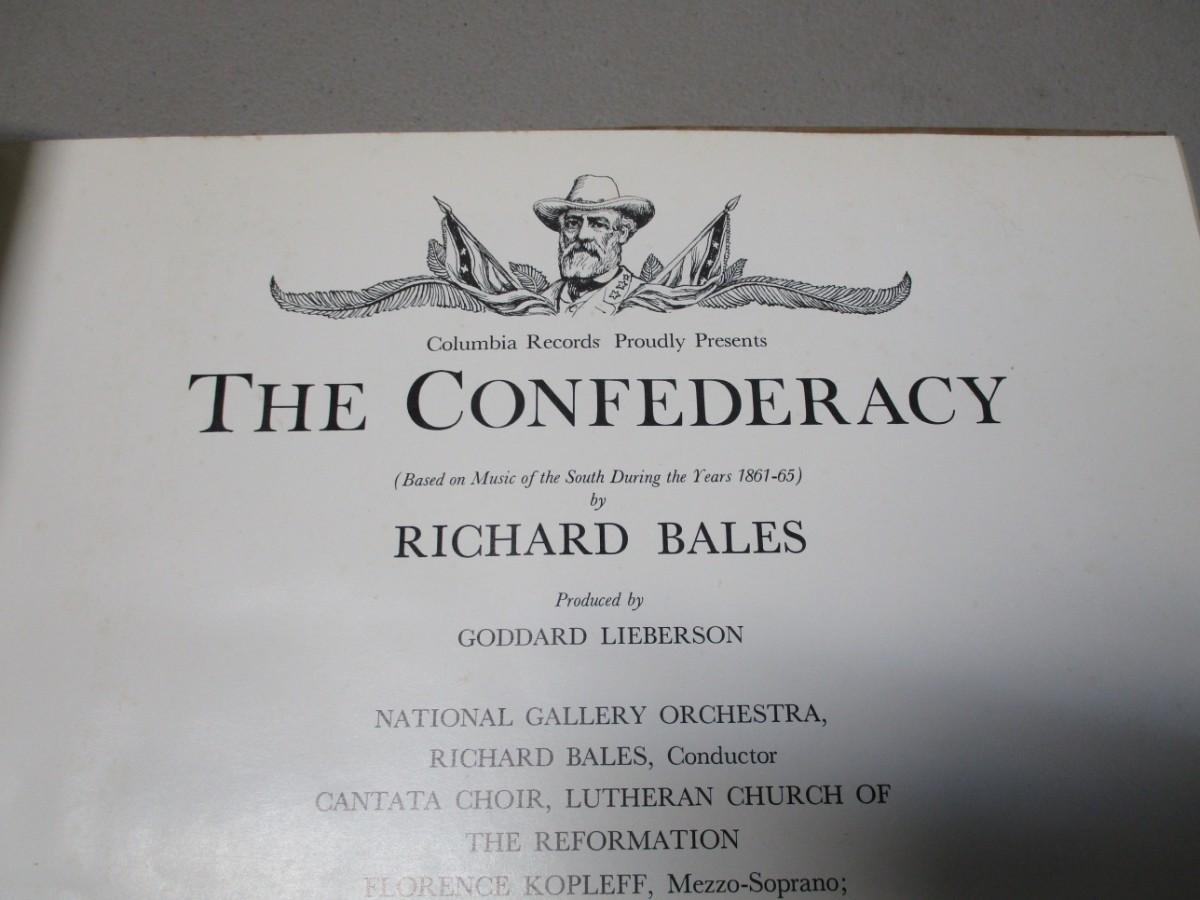 Columbia Records Proudly Presents
THE CONFEDERACY
(Based on Music of the South During the Years 1861-65)
by
RICHARD BALES
Produced by
GODDARD LIEBERSON
NATIONAL GALLERY ORCHESTRA,
RICHARD BALES, Conductor
CANTATA CHOIR, LUTHERAN CHURCH OF
THE REFORMATION
FLORENCE KOPLEFF, Mezzo-Soprano;